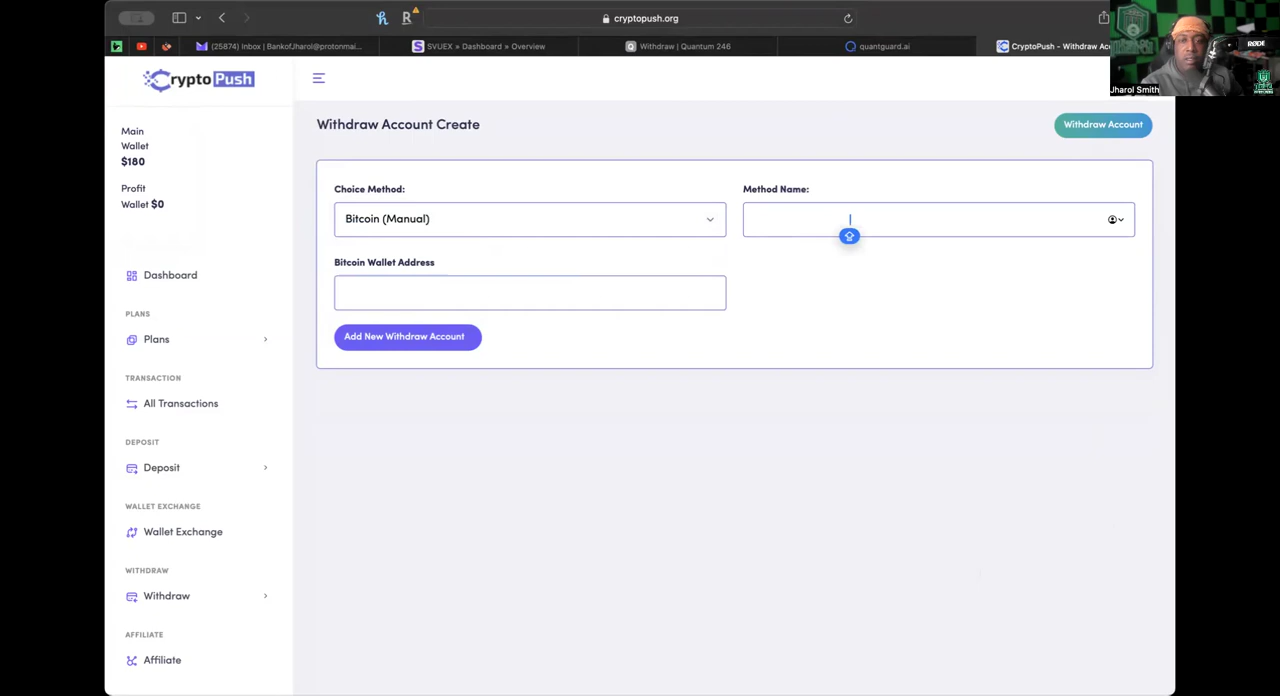 cryptopush.org
(25874) Inbox | BankofJharol@protonmai...
SVUEX » Dashboard » Overview
Withdraw | Quantum 246
quantguard.ai
CryptoPush - Withdraw Acc
RØDE
Jharol Smith
CryptoPush
Main
Wallet
$180
Profit
Wallet $0
Dashboard
PLANS
Plans
TRANSACTION
All Transactions
DEPOSIT
Deposit
WALLET EXCHANGE
Wallet Exchange
WITHDRAW
Withdraw
AFFILIATE
Affiliate
Withdraw Account Create
Withdraw Account
Choice Method:
Bitcoin (Manual)
Method Name:
Bitcoin Wallet Address
Add New Withdraw Account